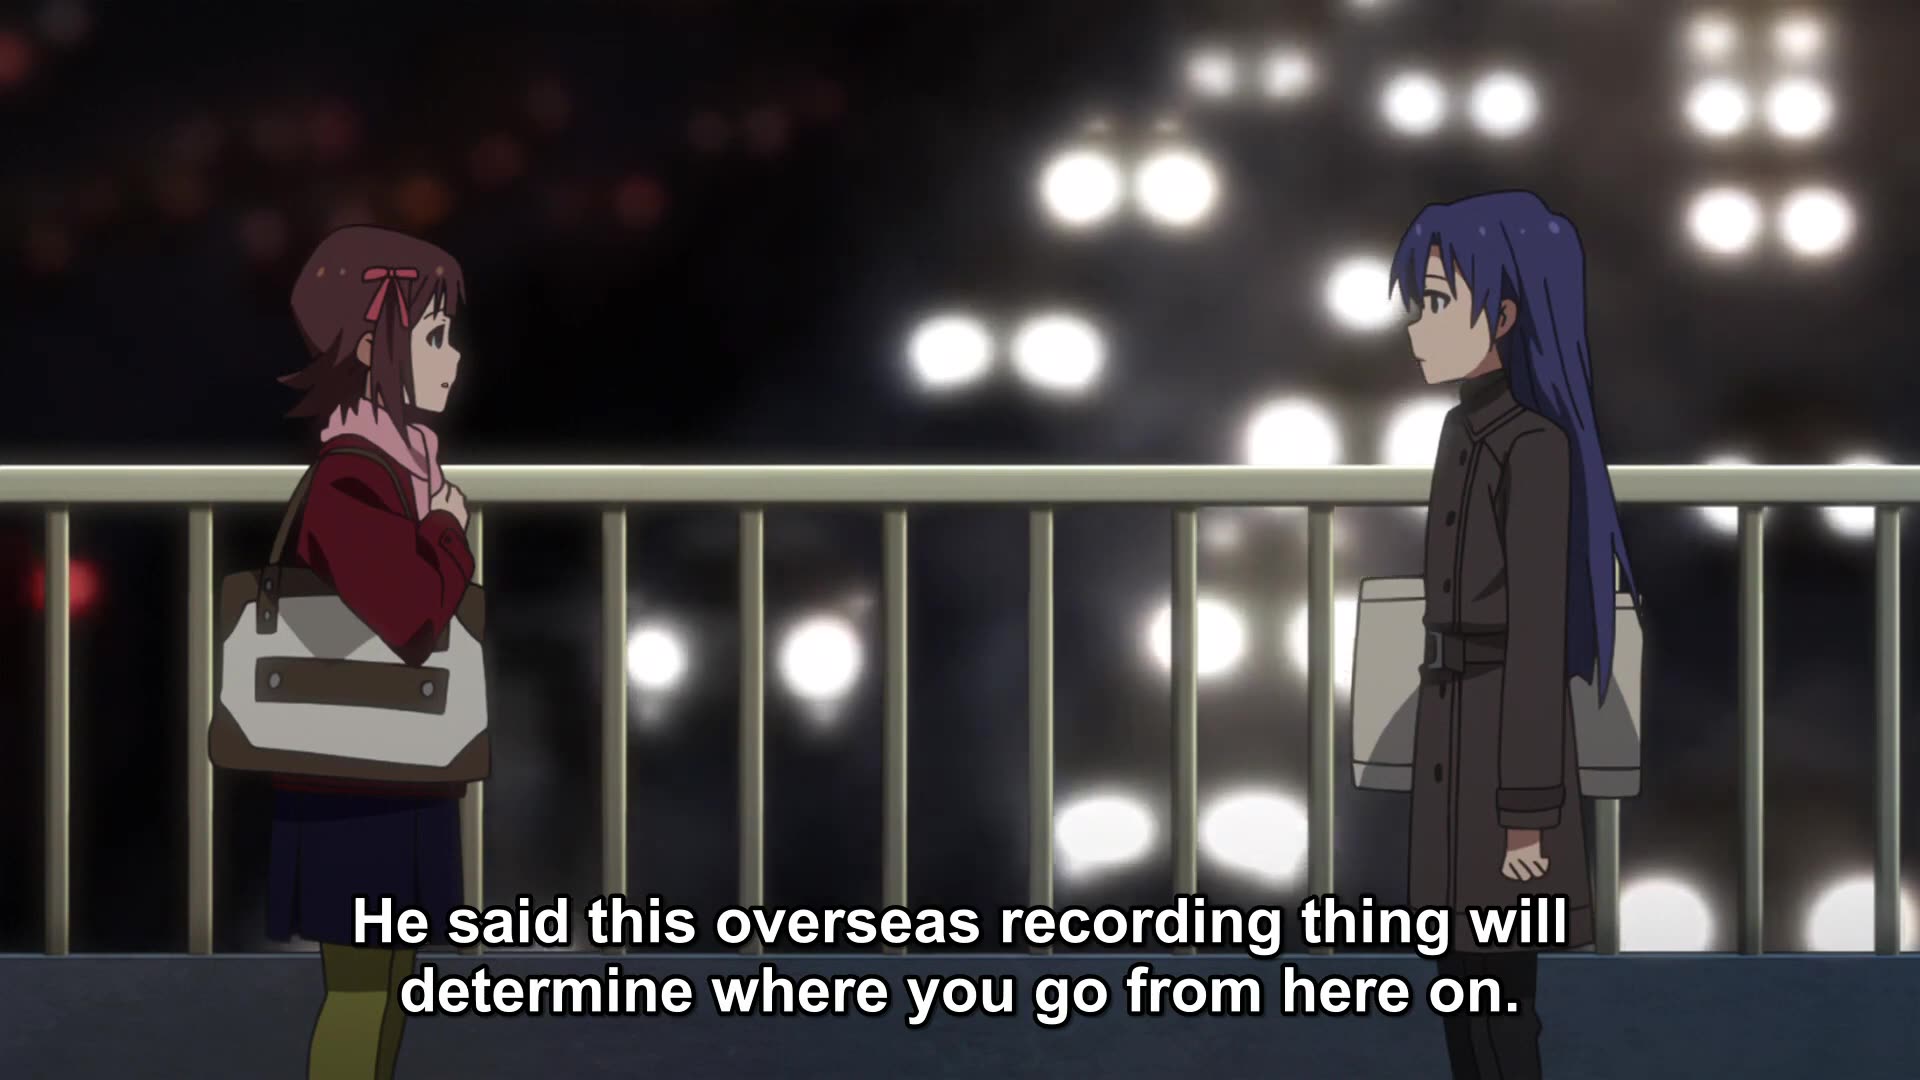 He said this overseas recording thing will
determine where you go from here on.